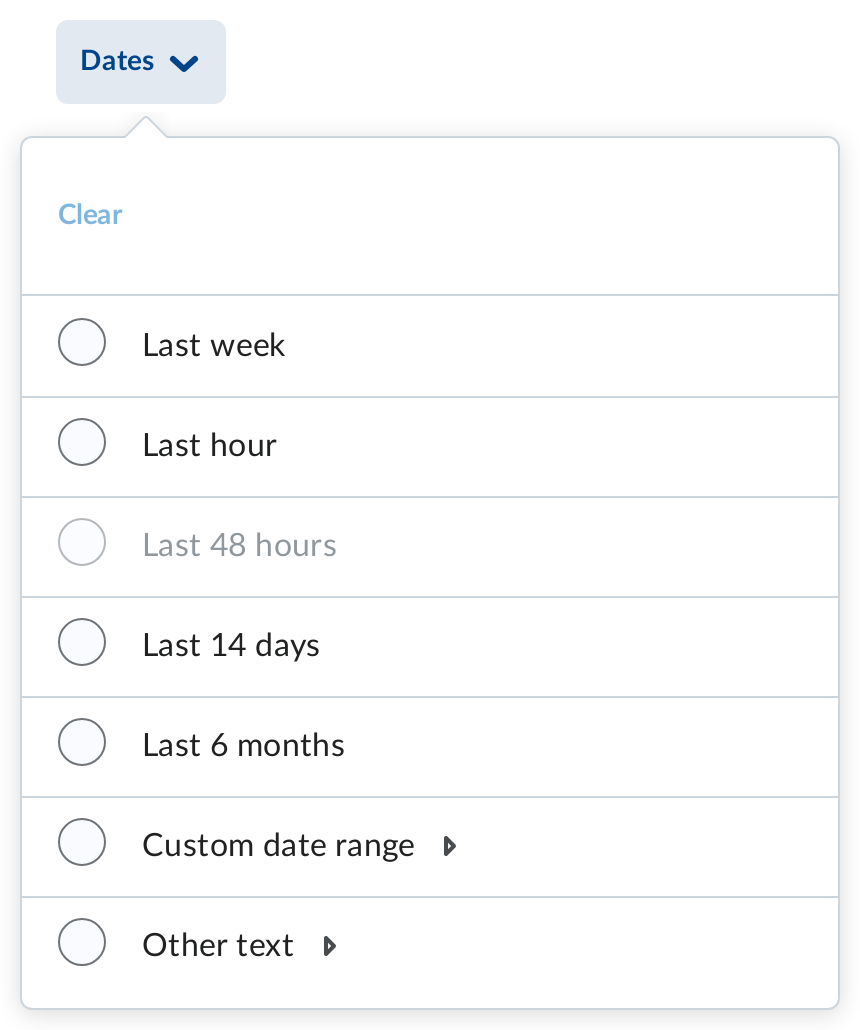 Dates
Clear
Last week
Last hour
Last 48 hours
Last 14 days
Last 6 months
Custom date range
Other text